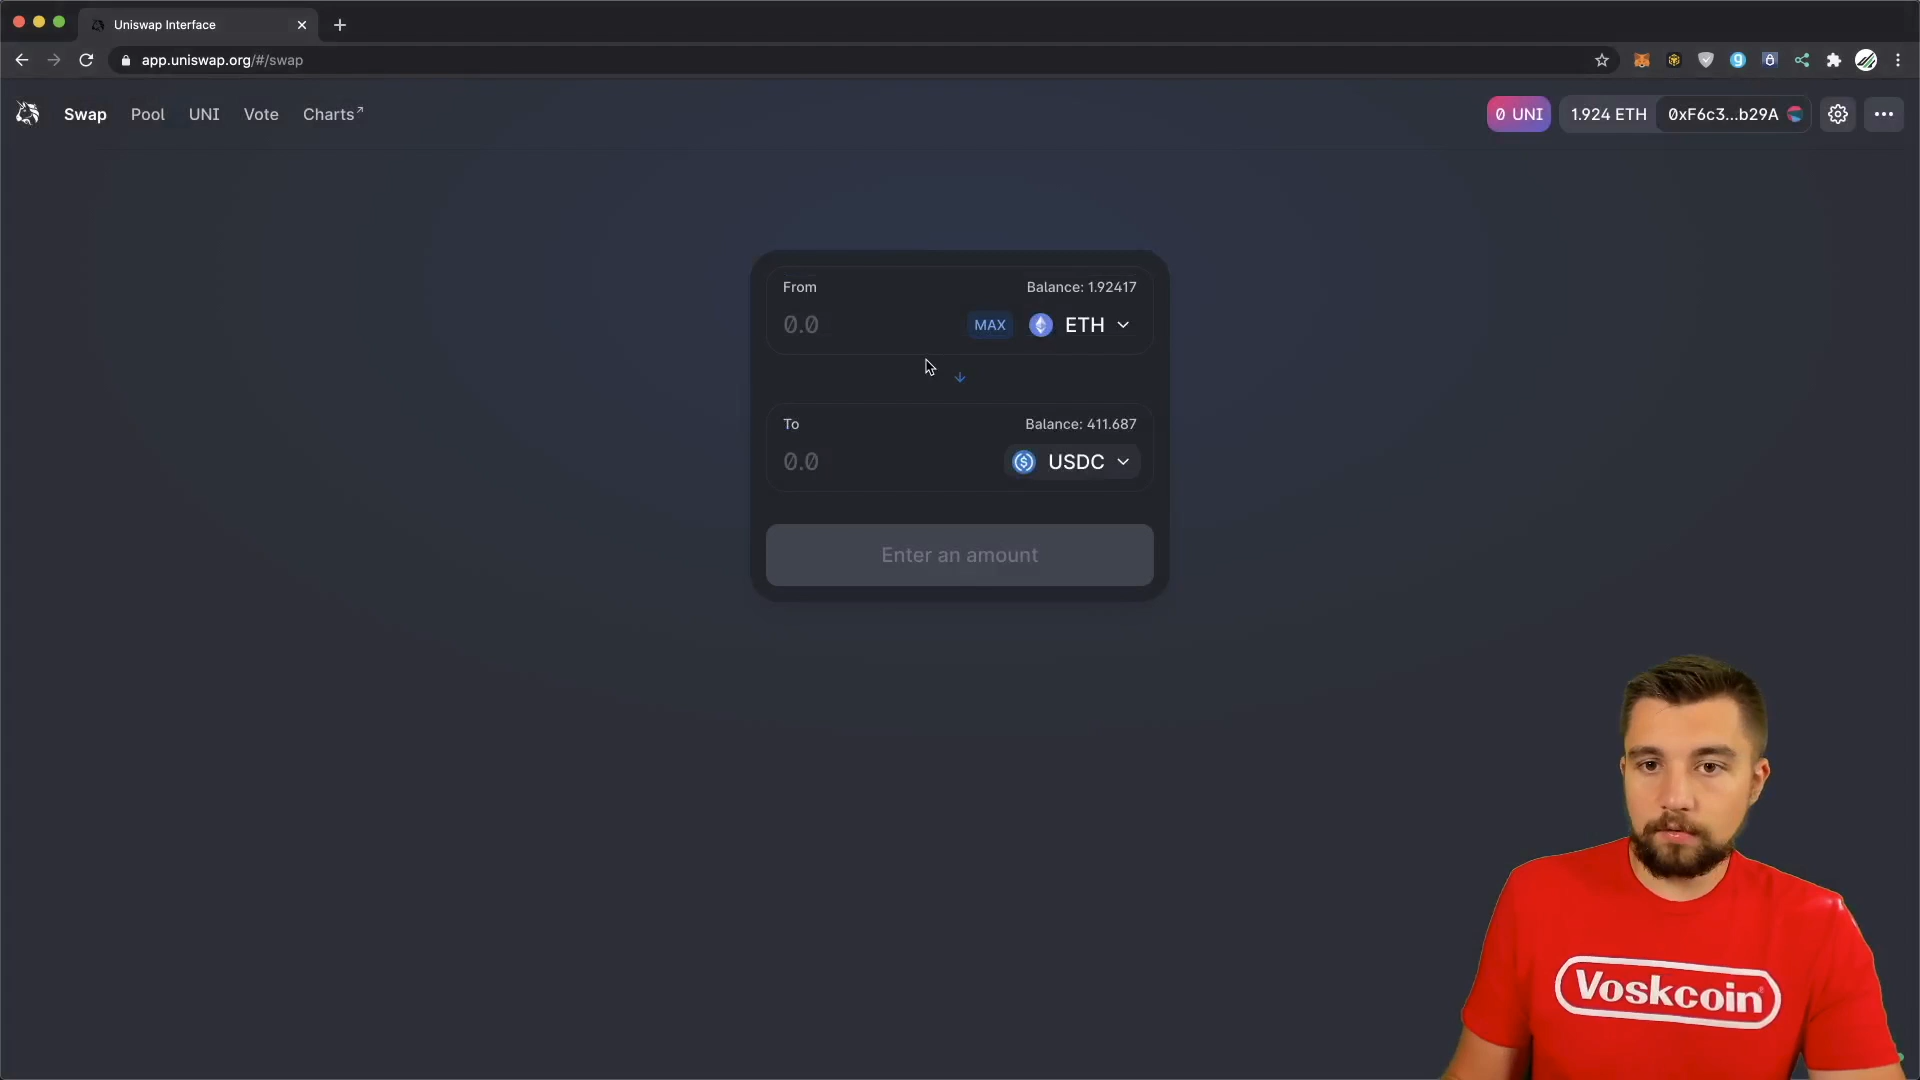 Uniswap Interface
app.uniswap.org/#/swap
Swap Pool UNI Vote Charts↗
0 UNI 1.924 ETH 0xF6c3...b29A
From Balance: 1.92417
0.0 MAX ETH
To Balance: 411.687
0.0 USDC
Enter an amount
Voskcoin